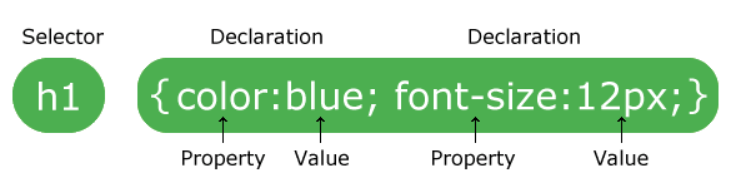 Selector Declaration Declaration
h1 {color:blue; font-size:12px;}
Property Value Property Value